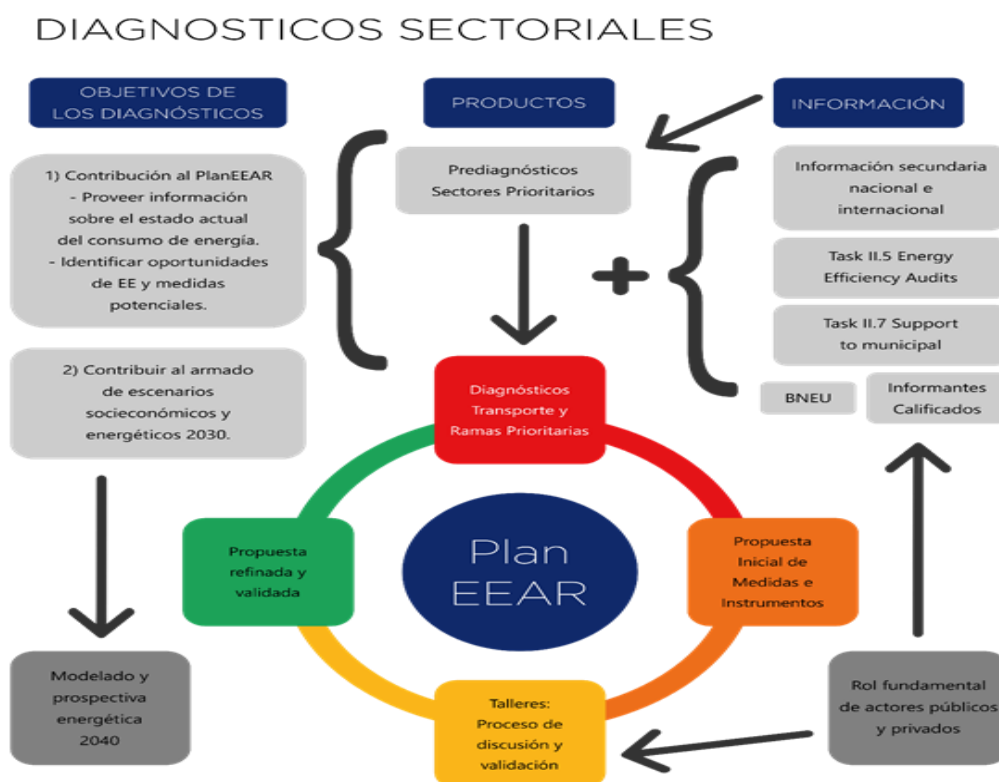 DIAGNOSTICOS SECTORIALES
OBJETIVOS DE
LOS DIAGNÓSTICOS
1) Contribución al PlanEEAR
- Proveer información
sobre el estado actual
del consumo de energía.
- Identificar oportunidades
de EE y medidas
potenciales.
2) Contribuir al armado
de escenarios
socieconómicos y
energéticos 2030.
Modelado y
prospectiva
energética
2040
PRODUCTOS
Prediagnósticos
Sectores Prioritarios
+
Diagnósticos
Transporte y
Ramas Prioritarias
Propuesta
Inicial de
Medidas e
Instrumentos
Talleres:
Proceso de
discusión y
validación
Propuesta
refinada y
validada
Plan
EEAR
INFORMACIÓN
Información secundaria
nacional e
internacional
Task II.5 Energy
Efficiency Audits
Task II.7 Support
to municipal
BNEU
Informantes
Calificados
Rol fundamental
de actores públicos
y privados